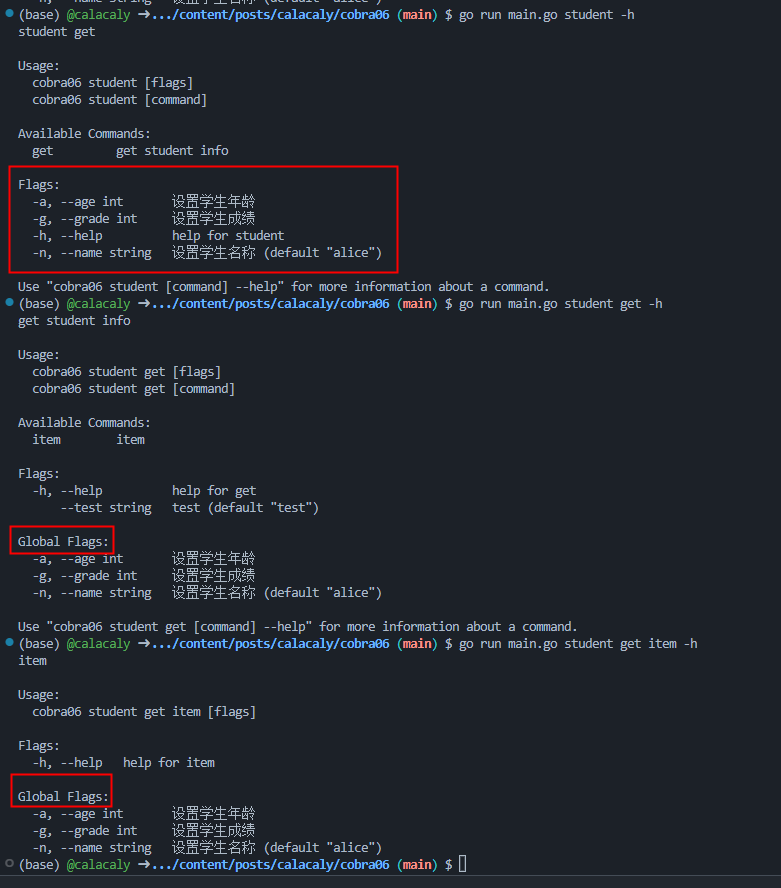 (base) @calacaly ➜.../content/posts/calacaly/cobra06 (main) $ go run main.go student -h
student get
Usage:
cobra06 student [flags]
cobra06 student [command]
Available Commands:
get get student info
Flags:
-a, --age int 设置学生年龄
-g, --grade int 设置学生成绩
-h, --help help for student
-n, --name string 设置学生名称 (default "alice")
Use "cobra06 student [command] --help" for more information about a command.
(base) @calacaly ➜.../content/posts/calacaly/cobra06 (main) $ go run main.go student get -h
get student info
Usage:
cobra06 student get [flags]
cobra06 student get [command]
Available Commands:
item item
Flags:
-h, --help help for get
--test string test (default "test")
Global Flags:
-a, --age int 设置学生年龄
-g, --grade int 设置学生成绩
-n, --name string 设置学生名称 (default "alice")
Use "cobra06 student get [command] --help" for more information about a command.
(base) @calacaly ➜.../content/posts/calacaly/cobra06 (main) $ go run main.go student get item -h
item
Usage:
cobra06 student get item [flags]
Flags:
-h, --help help for item
Global Flags:
-a, --age int 设置学生年龄
-g, --grade int 设置学生成绩
-n, --name string 设置学生名称 (default "alice")
(base) @calacaly ➜.../content/posts/calacaly/cobra06 (main) $